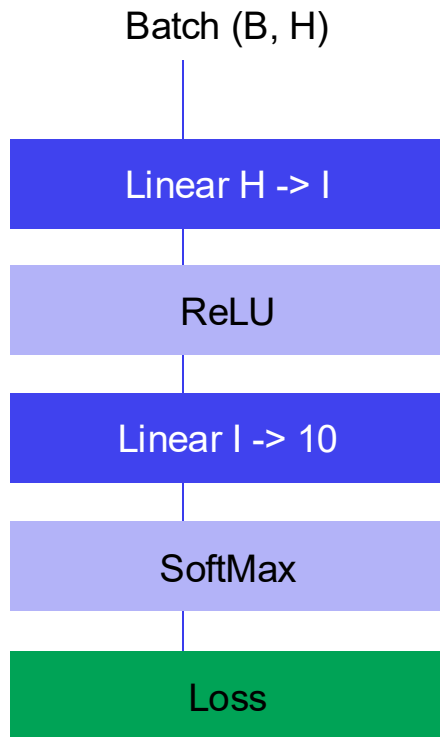 Batch (B, H)
Linear H -> I
ReLU
Linear I -> 10
SoftMax
Loss